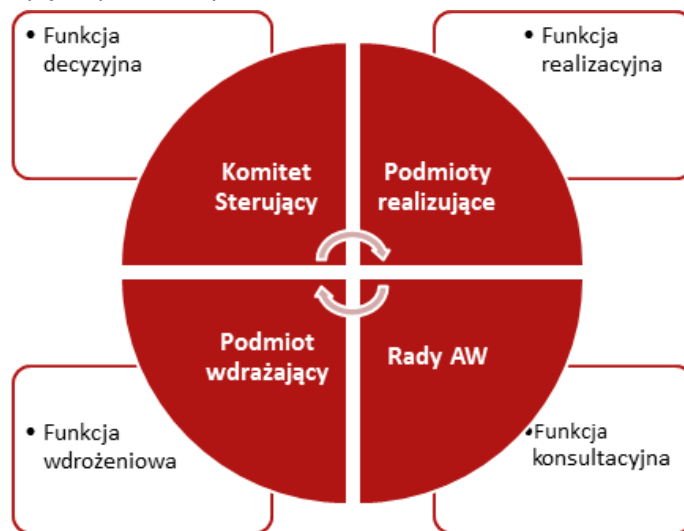 • Funkcja
decyzyjna
• Funkcja
realizacyjna
Komitet
Sterujący
Podmioty
realizujące
Podmiot
wdrażający
Rady AW
• Funkcja
wdrożeniowa
•Funkcja
konsultacyjna